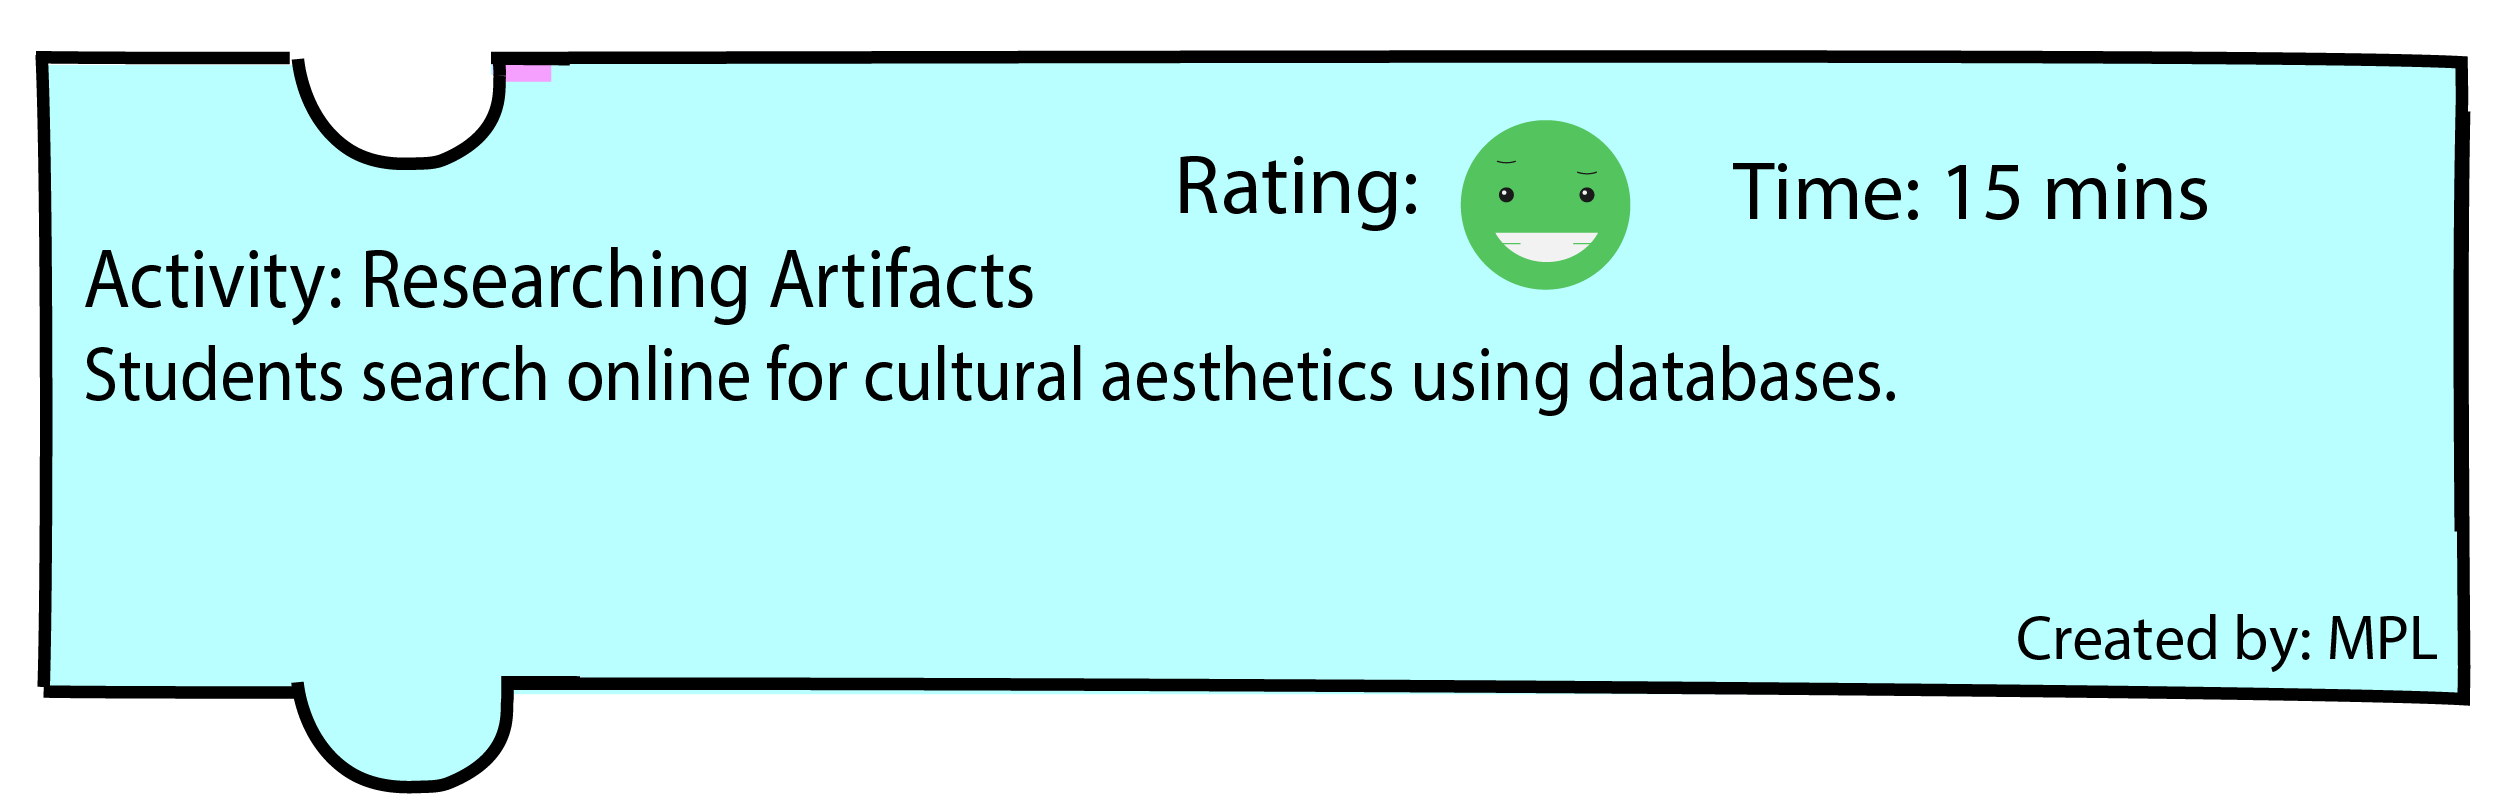 Rating:
Time: 15 mins
Activity: Researching Artifacts
Students search online for cultural aesthetics using databases.
Created by: MPL